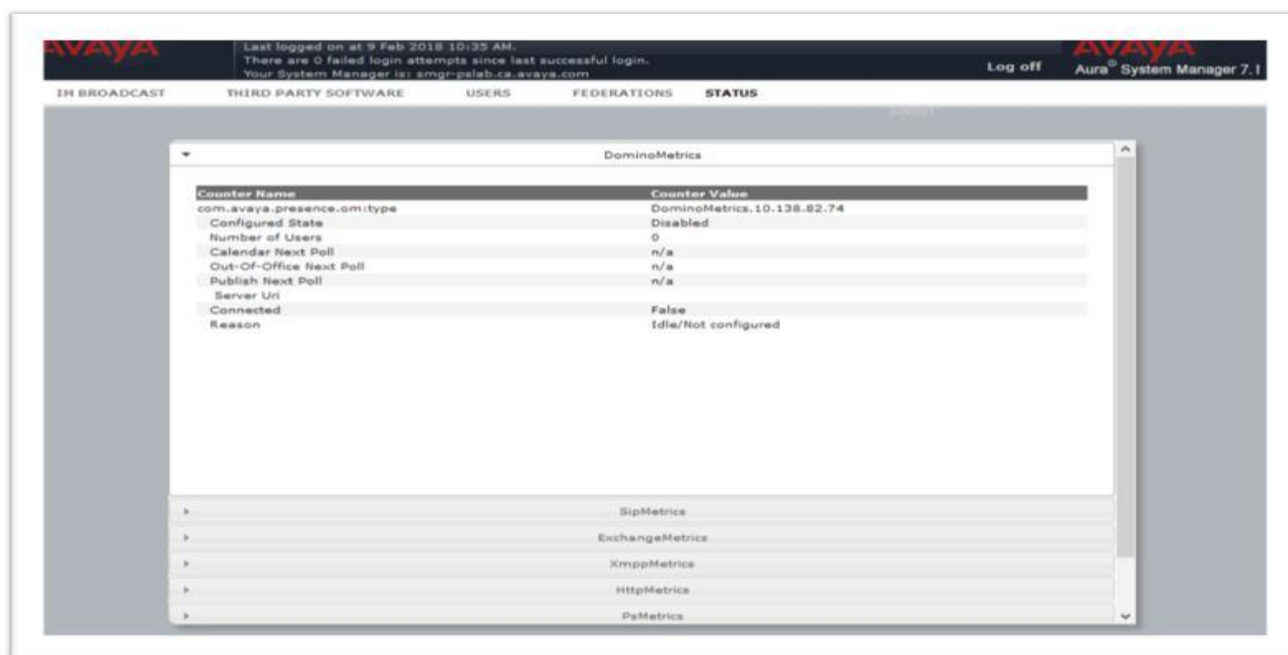 AVAYA
Last logged on at 9 Feb 2018 10:35 AM.
There are 0 failed login attempts since last successful login.
Your System Manager is: smgr-pslab.ca.avaya.com
Log off
AVAYA
Aura® System Manager 7.1
IM BROADCAST THIRD PARTY SOFTWARE USERS FEDERATIONS STATUS
admin
DominoMetrics
Counter Name Counter Value
com.avaya.presence.om:type DominoMetrics.10.138.82.74
Configured State Disabled
Number of Users 0
Calendar Next Poll n/a
Out-Of-Office Next Poll n/a
Publish Next Poll n/a
Server Uri
Connected False
Reason Idle/Not configured
SipMetrics
ExchangeMetrics
XmppMetrics
HttpMetrics
PsMetrics